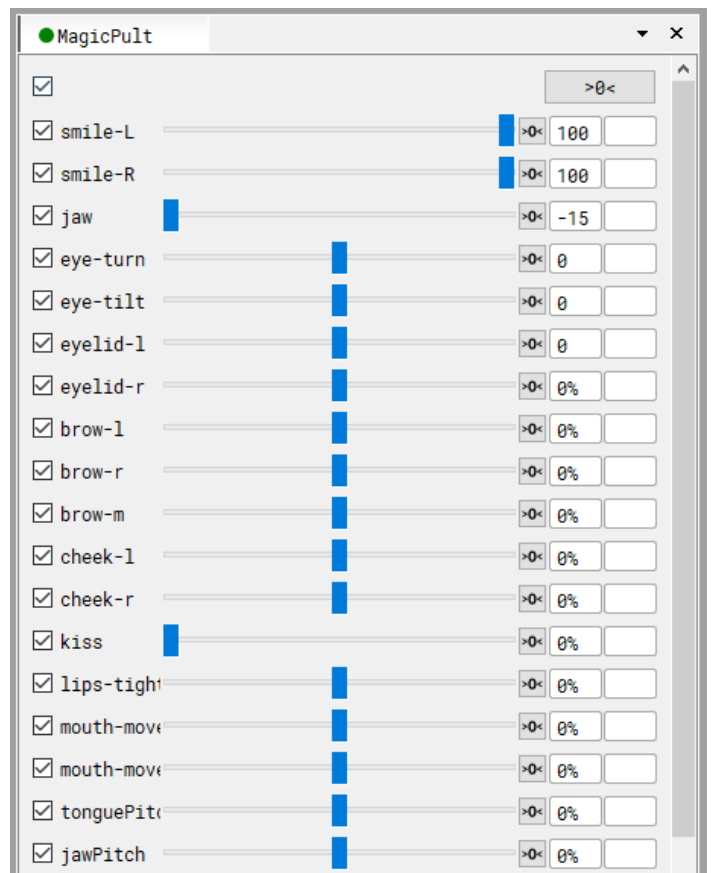 MagicPult
>0<
smile-L >0< 100
smile-R >0< 100
jaw >0< -15
eye-turn >0< 0
eye-tilt >0< 0
eyelid-l >0< 0
eyelid-r >0< 0%
brow-l >0< 0%
brow-r >0< 0%
brow-m >0< 0%
cheek-l >0< 0%
cheek-r >0< 0%
kiss >0< 0%
lips-tight >0< 0%
mouth-move >0< 0%
mouth-move >0< 0%
tonguePitc >0< 0%
jawPitch >0< 0%